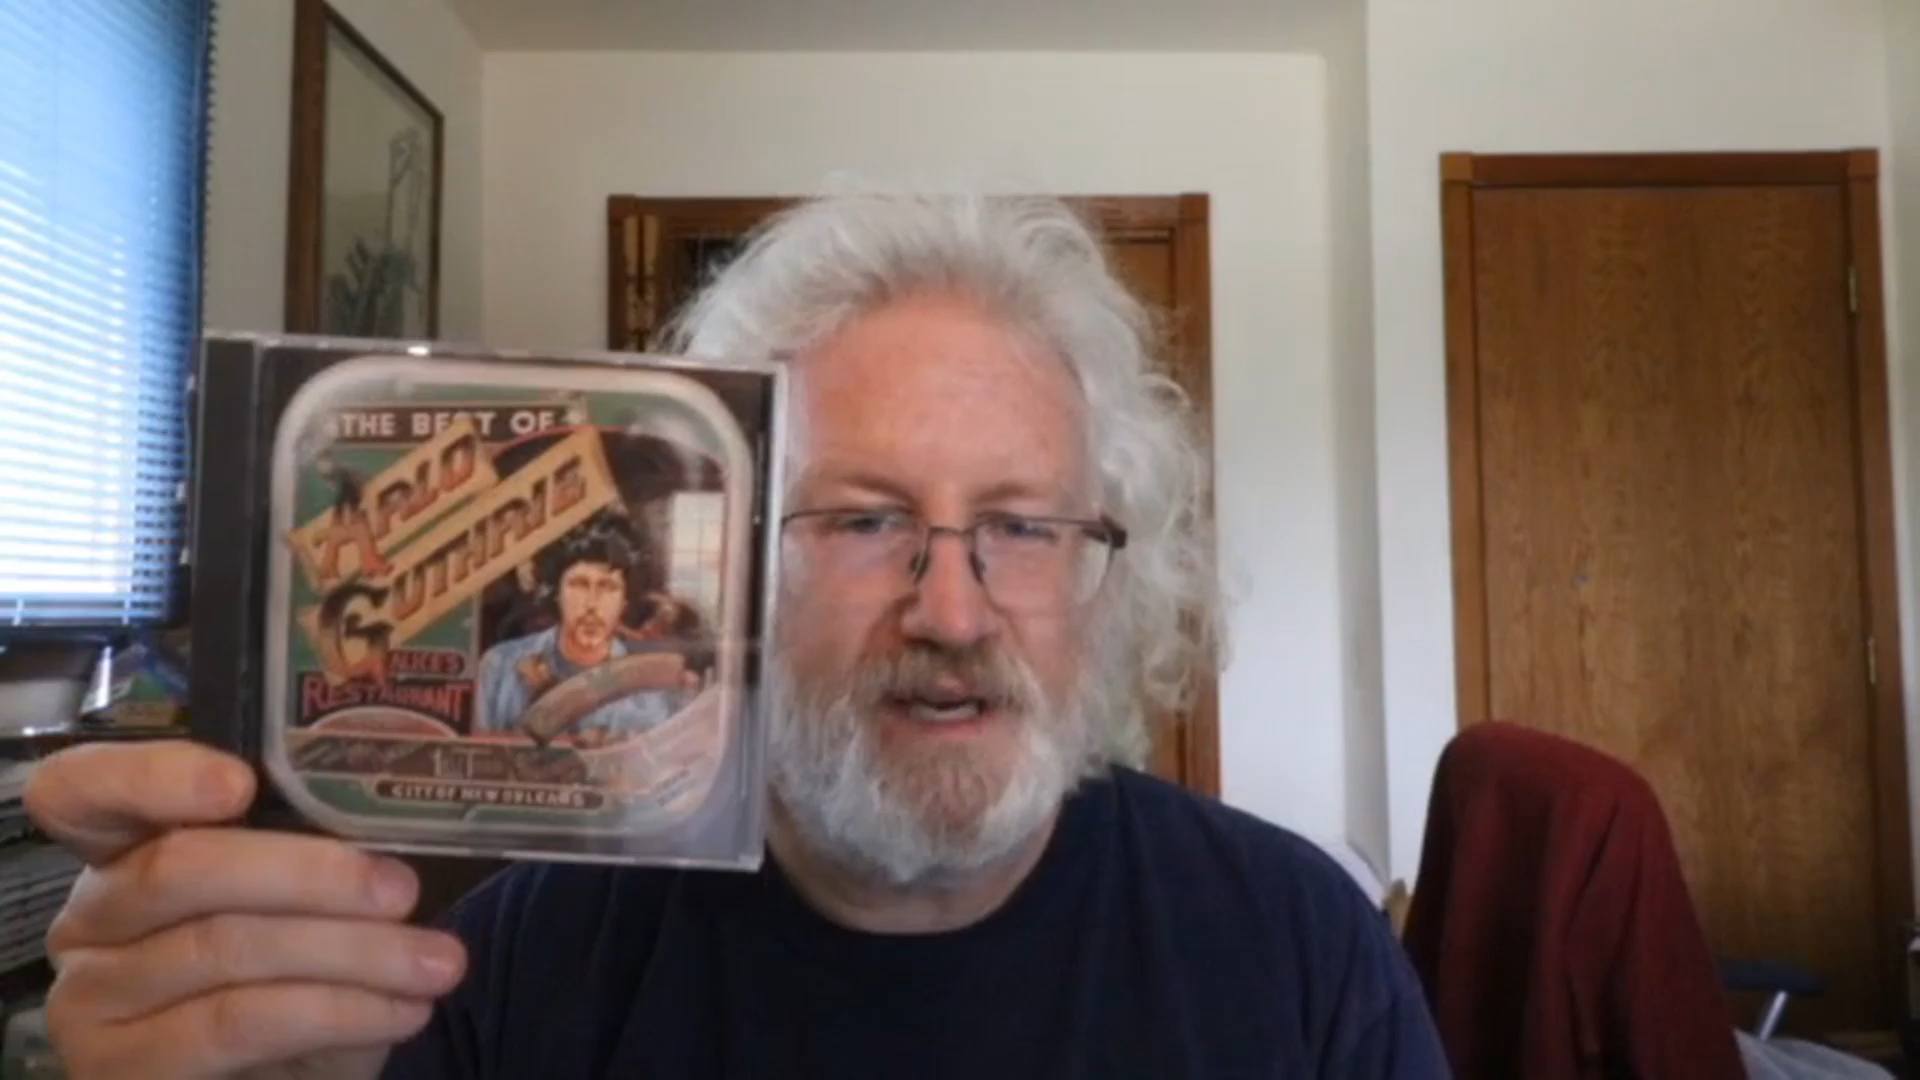 THE BEST OF
ARLO
GUTHRIE
ALICE'S
RESTAURANT
CITY OF NEW ORLEANS